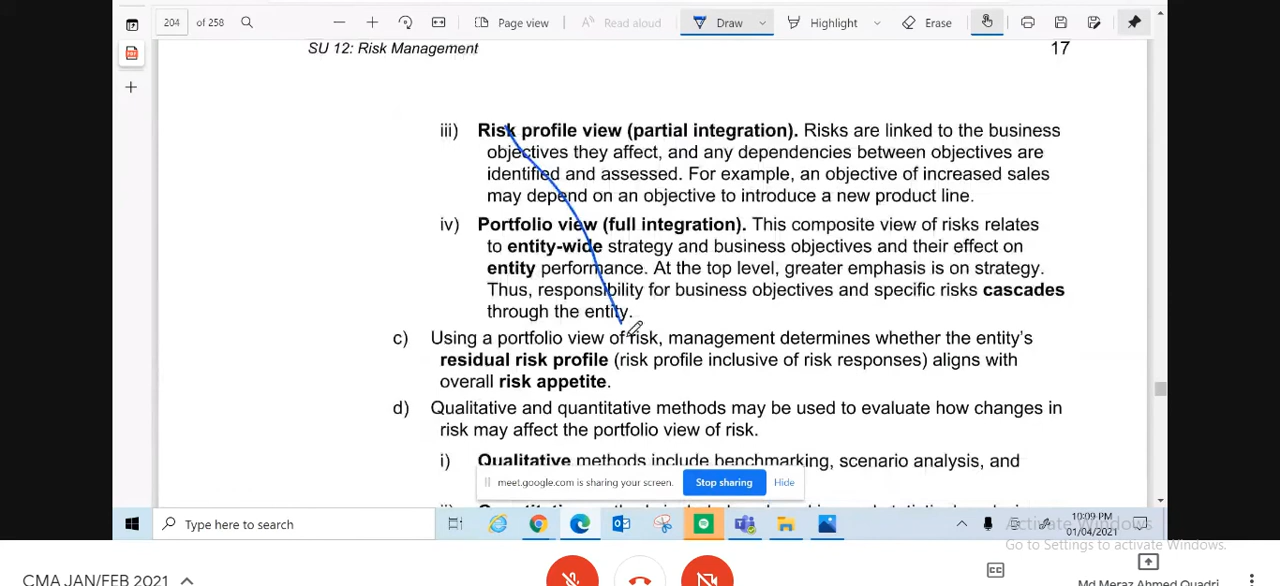 204 of 258 Page view Read aloud Draw Highlight Erase
SU 12: Risk Management 17
iii) Risk profile view (partial integration). Risks are linked to the business
objectives they affect, and any dependencies between objectives are
identified and assessed. For example, an objective of increased sales
may depend on an objective to introduce a new product line.
iv) Portfolio view (full integration). This composite view of risks relates
to entity-wide strategy and business objectives and their effect on
entity performance. At the top level, greater emphasis is on strategy.
Thus, responsibility for business objectives and specific risks cascades
through the entity.
c) Using a portfolio view of risk, management determines whether the entity's
residual risk profile (risk profile inclusive of risk responses) aligns with
overall risk appetite.
d) Qualitative and quantitative methods may be used to evaluate how changes in
risk may affect the portfolio view of risk.
i) Qualitative methods include benchmarking, scenario analysis, and
meet.google.com is sharing your screen. Stop sharing Hide
Type here to search
10:09 PM
01/04/2021
Activate Windows
Go to Settings to activate Windows.
CMA JAN/FEB 2021
Md Meraz Ahmed Quadri